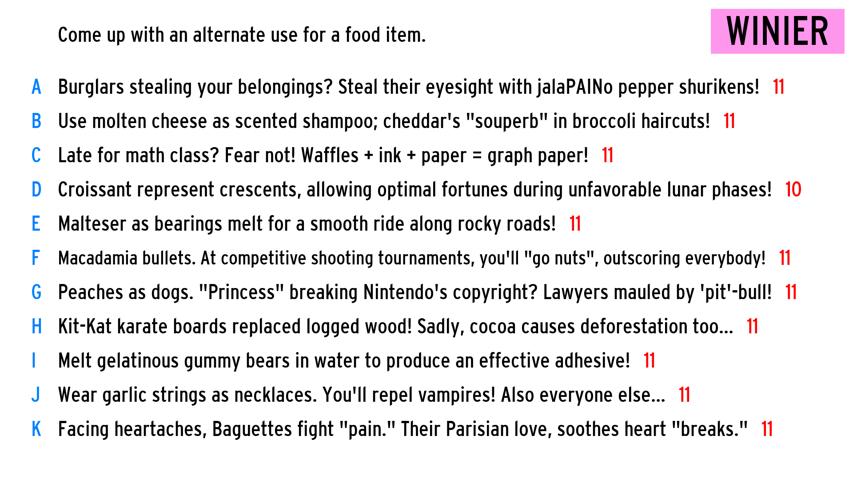 Come up with an alternate use for a food item.
WINIER
A Burglars stealing your belongings? Steal their eyesight with jalaPAINo pepper shurikens! 11
B Use molten cheese as scented shampoo; cheddar's "souperb" in broccoli haircuts! 11
C Late for math class? Fear not! Waffles + ink + paper = graph paper! 11
D Croissant represent crescents, allowing optimal fortunes during unfavorable lunar phases! 10
E Malteser as bearings melt for a smooth ride along rocky roads! 11
F Macadamia bullets. At competitive shooting tournaments, you'll "go nuts", outscoring everybody! 11
G Peaches as dogs. "Princess" breaking Nintendo's copyright? Lawyers mauled by 'pit'-bull! 11
H Kit-Kat karate boards replaced logged wood! Sadly, cocoa causes deforestation too... 11
I Melt gelatinous gummy bears in water to produce an effective adhesive! 11
J Wear garlic strings as necklaces. You'll repel vampires! Also everyone else... 11
K Facing heartaches, Baguettes fight "pain." Their Parisian love, soothes heart "breaks." 11